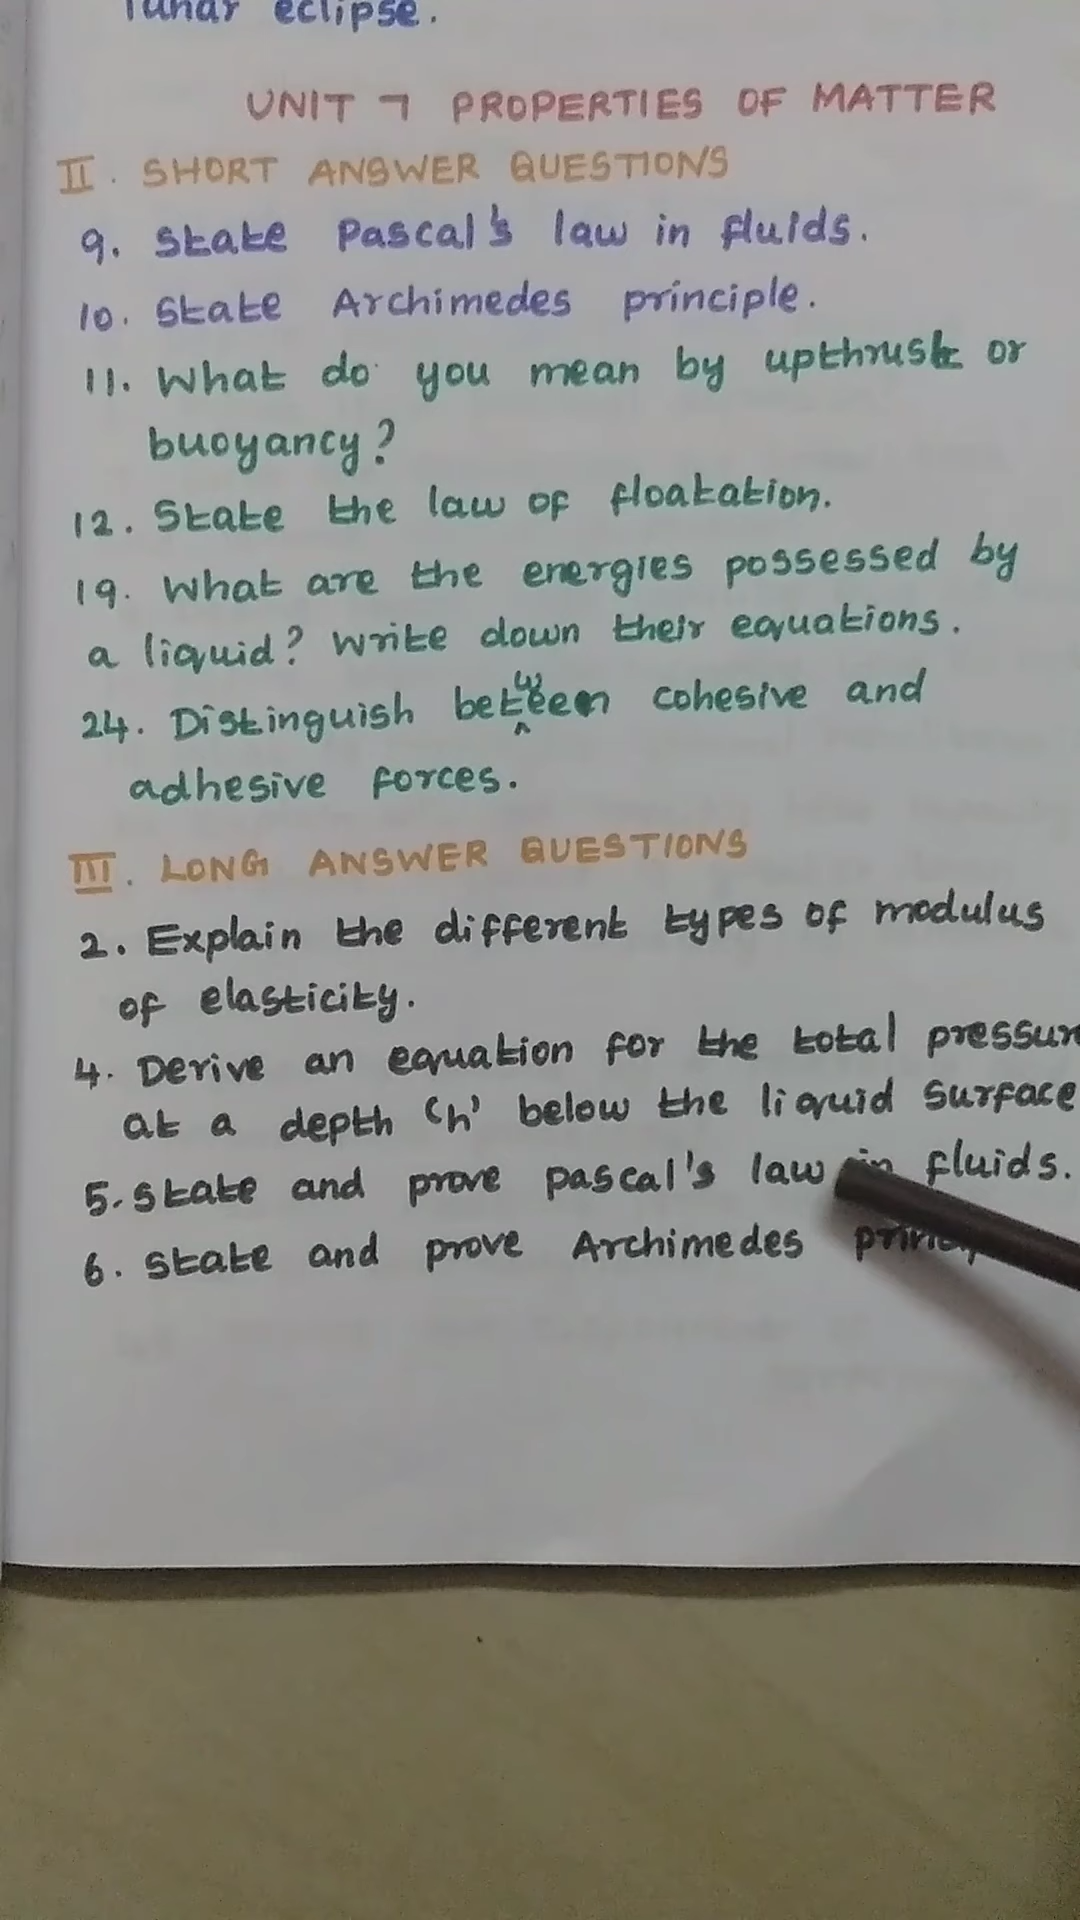 lunar eclipse.
UNIT 7 PROPERTIES OF MATTER
II. SHORT ANSWER QUESTIONS
9. State Pascal's law in fluids.
10. State Archimedes principle.
11. What do you mean by upthrust or
buoyancy?
12. State the law of floatation.
19. What are the energies possessed by
a liquid? Write down their equations.
24. Distinguish between cohesive and
adhesive forces.
III. LONG ANSWER QUESTIONS
2. Explain the different types of modulus
of elasticity.
4. Derive an equation for the total pressur
at a depth 'h' below the liquid surface
5. State and prove pascal's law in fluids.
6. State and prove Archimedes